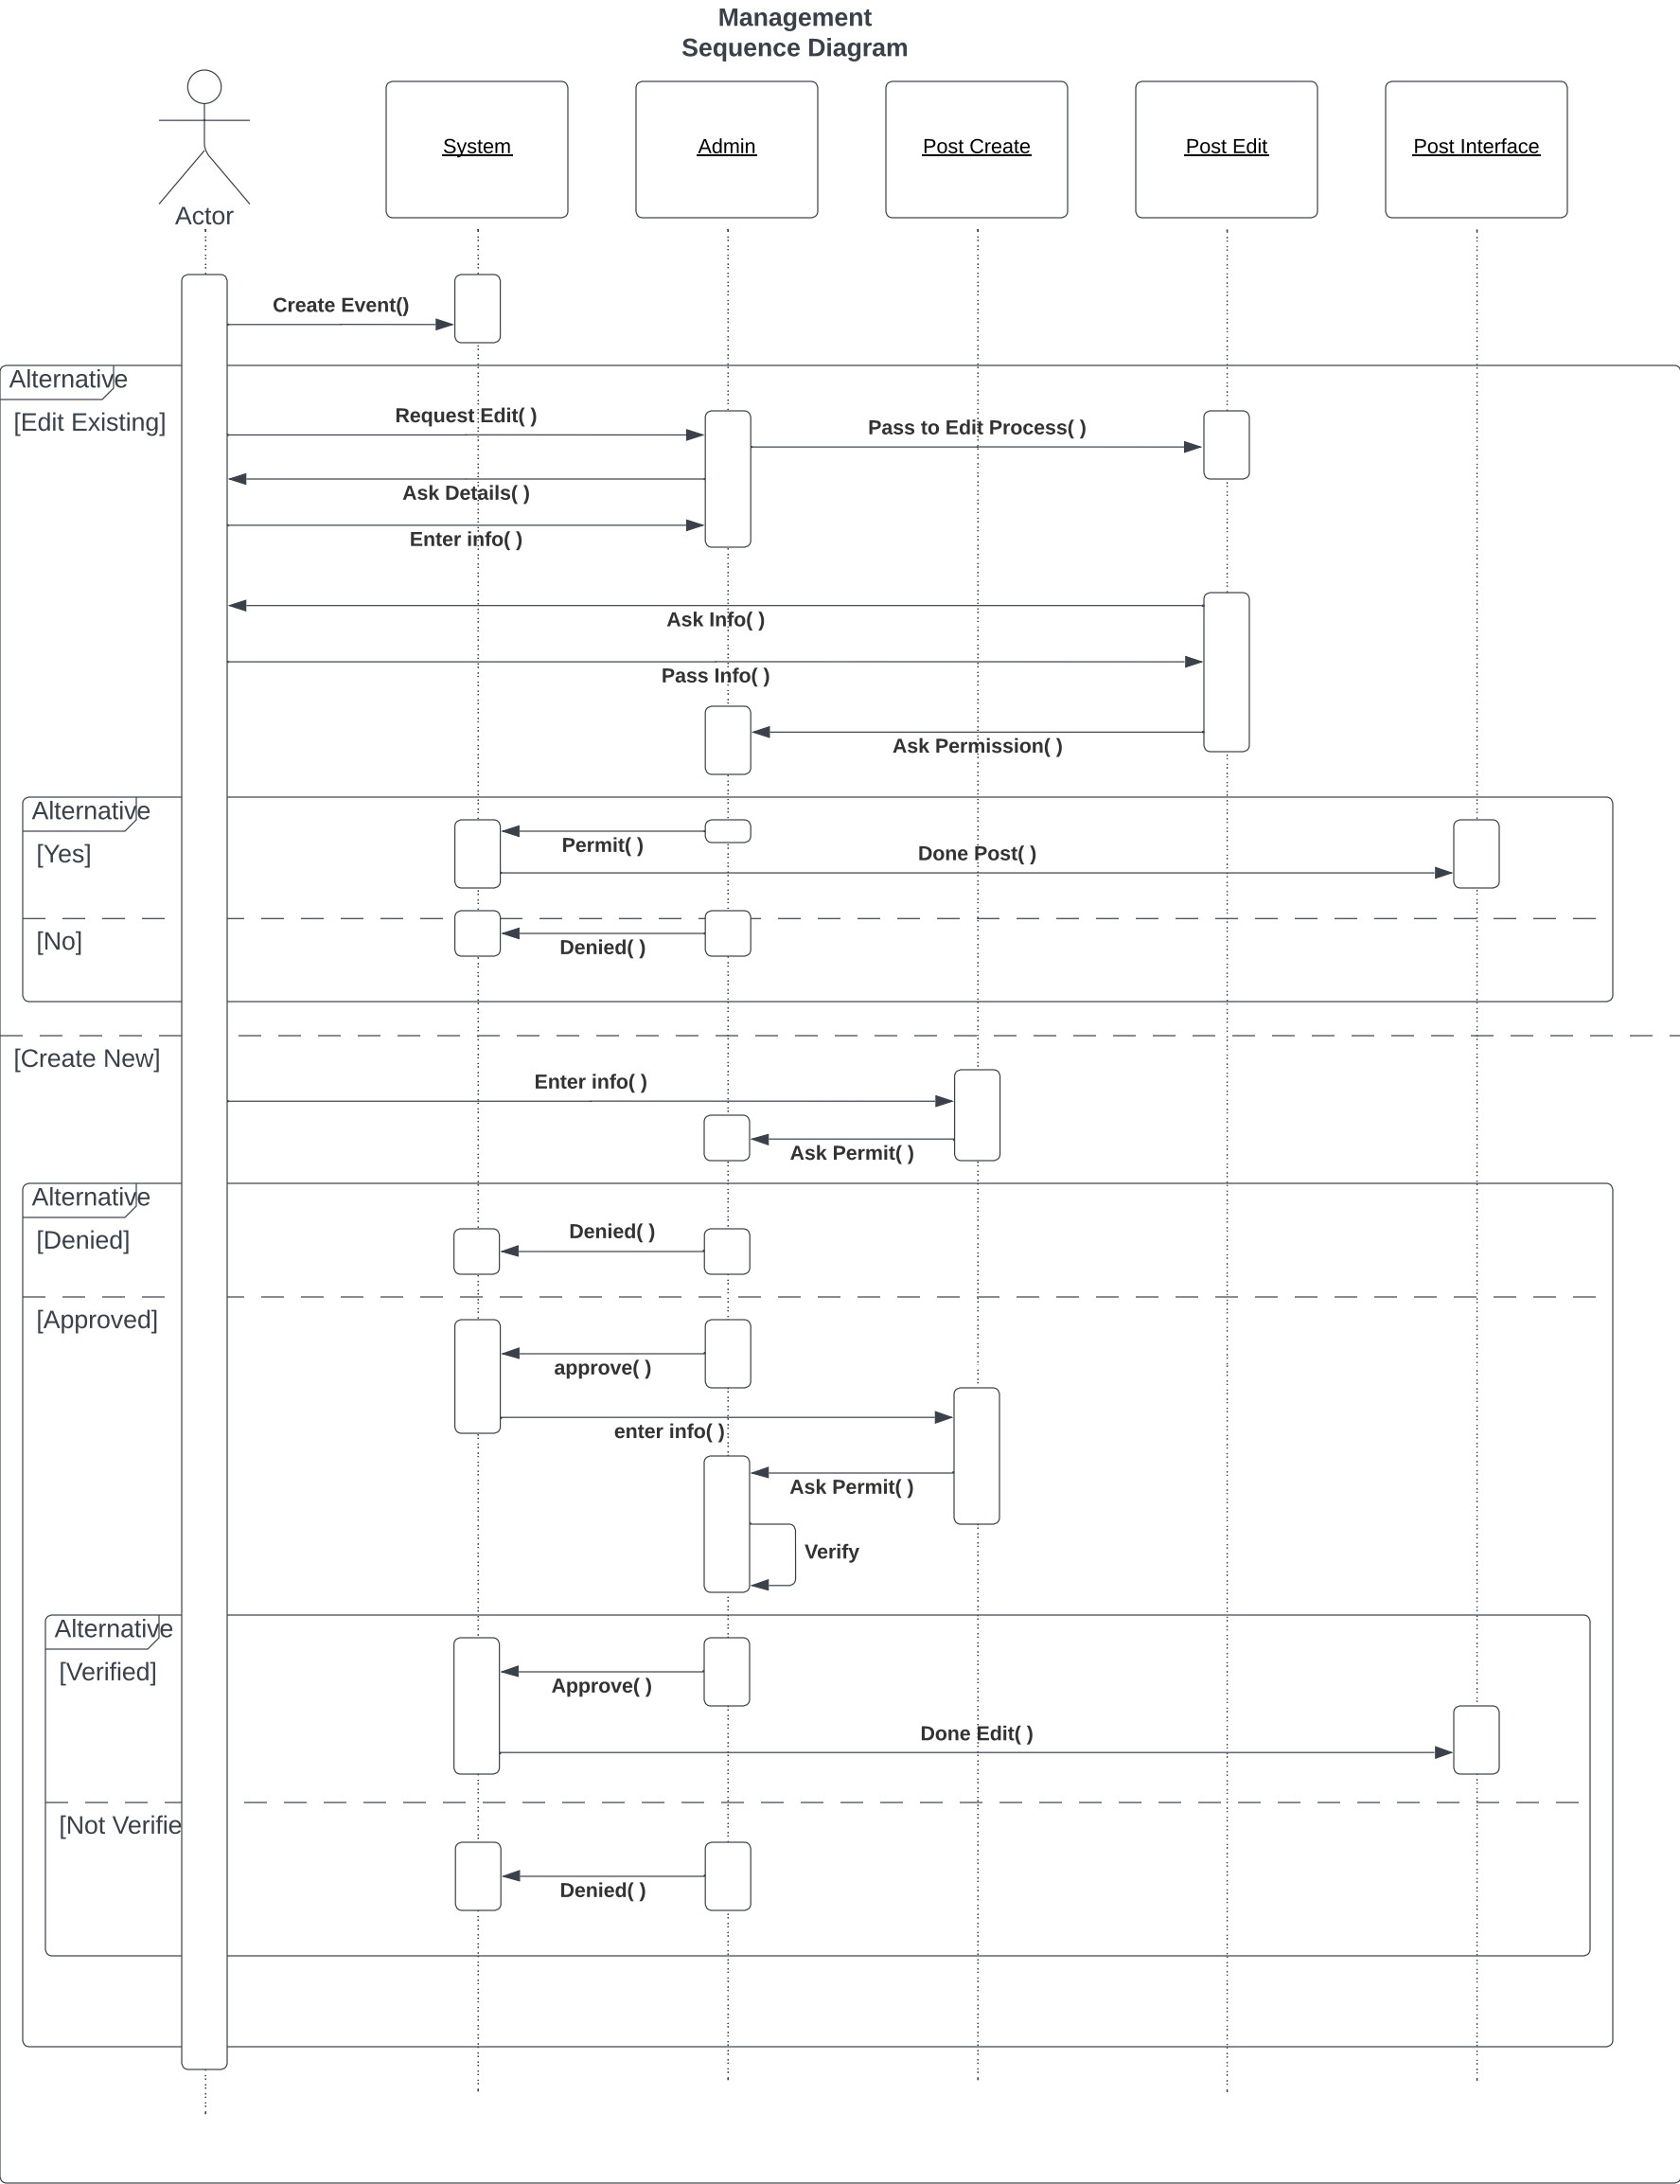 Management
Sequence Diagram
Actor
System
Admin
Post Create
Post Edit
Post Interface
Create Event()
Alternative
[Edit Existing]
Request Edit( )
Pass to Edit Process( )
Ask Details( )
Enter info( )
Ask Info( )
Pass Info( )
Ask Permission( )
Alternative
[Yes]
Permit( )
Done Post( )
[No]
Denied( )
[Create New]
Enter info( )
Ask Permit( )
Alternative
[Denied]
Denied( )
[Approved]
approve( )
enter info( )
Ask Permit( )
Verify
Alternative
[Verified]
Approve( )
Done Edit( )
[Not Verifie
Denied( )